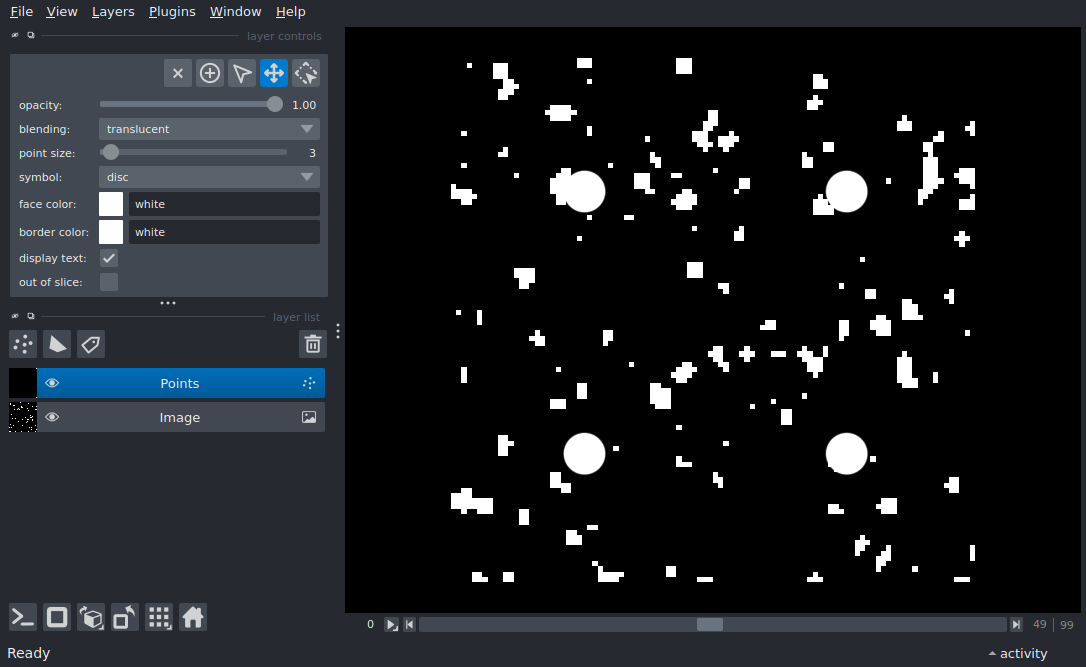 File View Layers Plugins Window Help
layer controls
opacity: 1.00
blending: translucent
point size: 3
symbol: disc
face color: white
border color: white
display text:
out of slice:
layer list
Points
Image
0 49 | 99
Ready activity